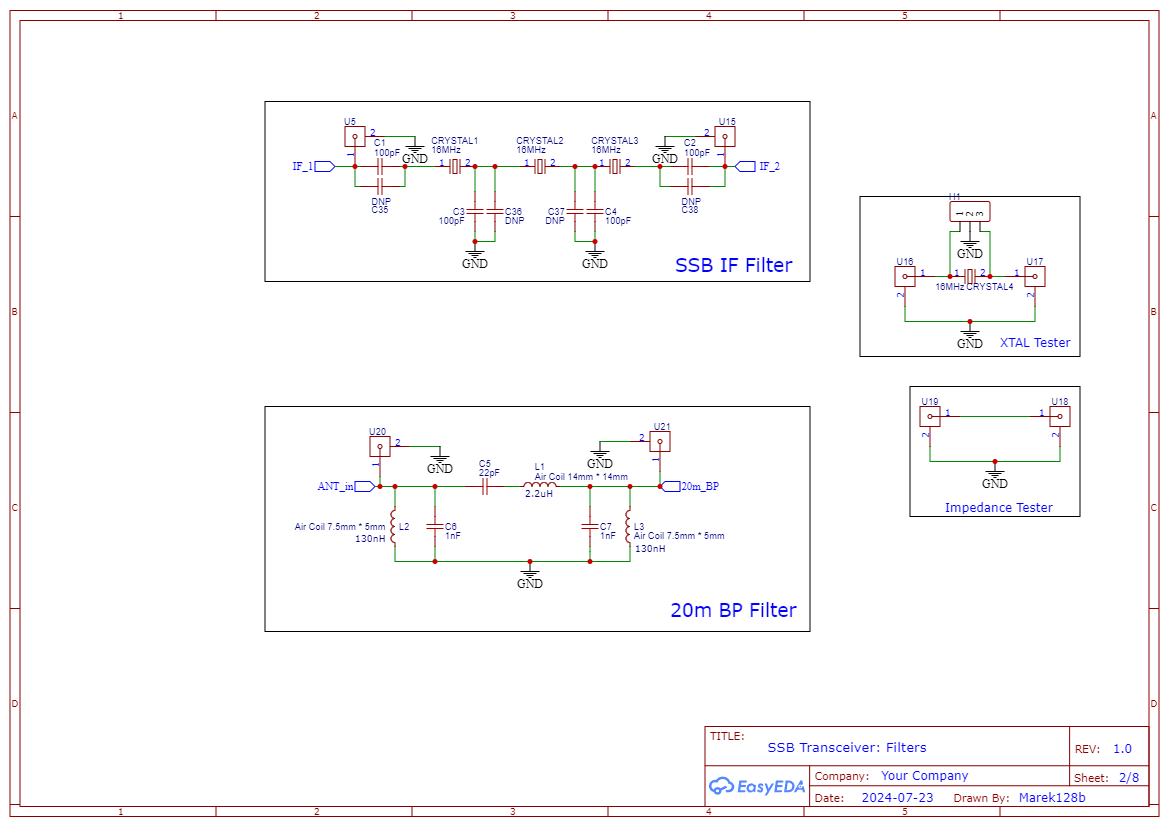 1 2 3 4 5
A A
B B
C C
D D
1 2 3 4 5
U5
2
1
C1
100pF
GND
IF_1
DNP
C35
CRYSTAL1
16MHz
1 2
CRYSTAL2
16MHz
1 2
CRYSTAL3
16MHz
1 2
U15
2
1
C2
100pF
GND
IF_2
DNP
C38
C3
100pF
C36
DNP
C37
DNP
C4
100pF
GND
GND
SSB IF Filter
H1
1 2 3
GND
U16
1
2
1 2
16MHz CRYSTAL4
U17
1
2
GND
XTAL Tester
U19
1
2
U18
1
2
GND
Impedance Tester
U20
2
1
GND
ANT_in
C5
22pF
L1
Air Coil 14mm * 14mm
2.2uH
U21
2
1
GND
20m_BP
Air Coil 7.5mm * 5mm
L2
130nH
C6
1nF
C7
1nF
L3
Air Coil 7.5mm * 5mm
130nH
GND
20m BP Filter
TITLE:
SSB Transceiver: Filters
REV: 1.0
EasyEDA
Company: Your Company
Sheet: 2/8
Date: 2024-07-23 Drawn By: Marek128b